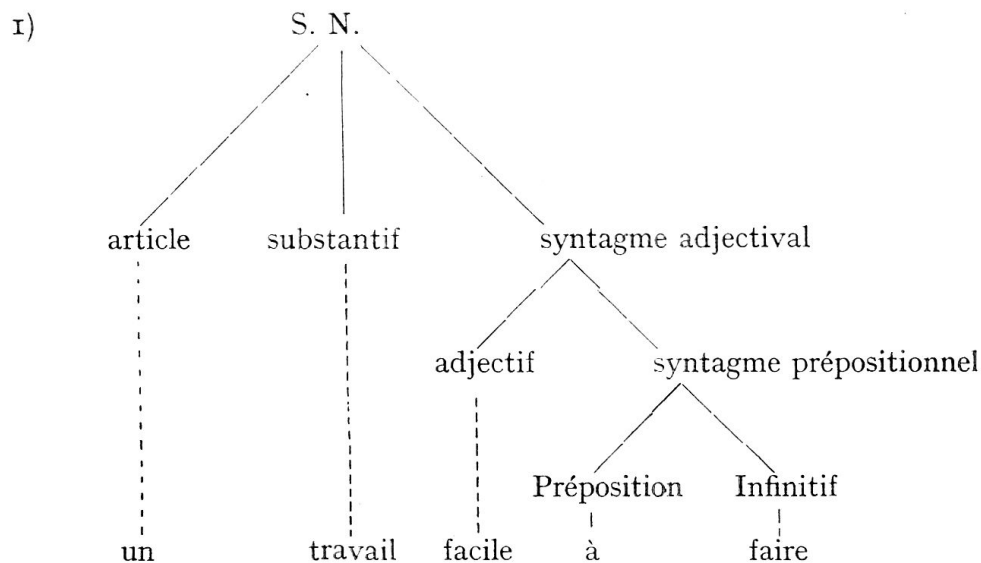 1) S. N.
article substantif syntagme adjectival
adjectif syntagme prépositionnel
Préposition Infinitif
un travail facile à faire